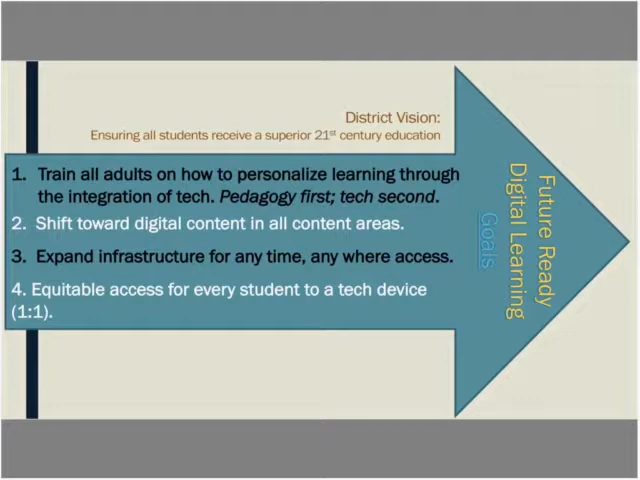 District Vision:
Ensuring all students receive a superior 21st century education
1. Train all adults on how to personalize learning through
the integration of tech. Pedagogy first; tech second.
2. Shift toward digital content in all content areas.
3. Expand infrastructure for any time, any where access.
4. Equitable access for every student to a tech device
(1:1).
Future Ready
Digital Learning
Goals